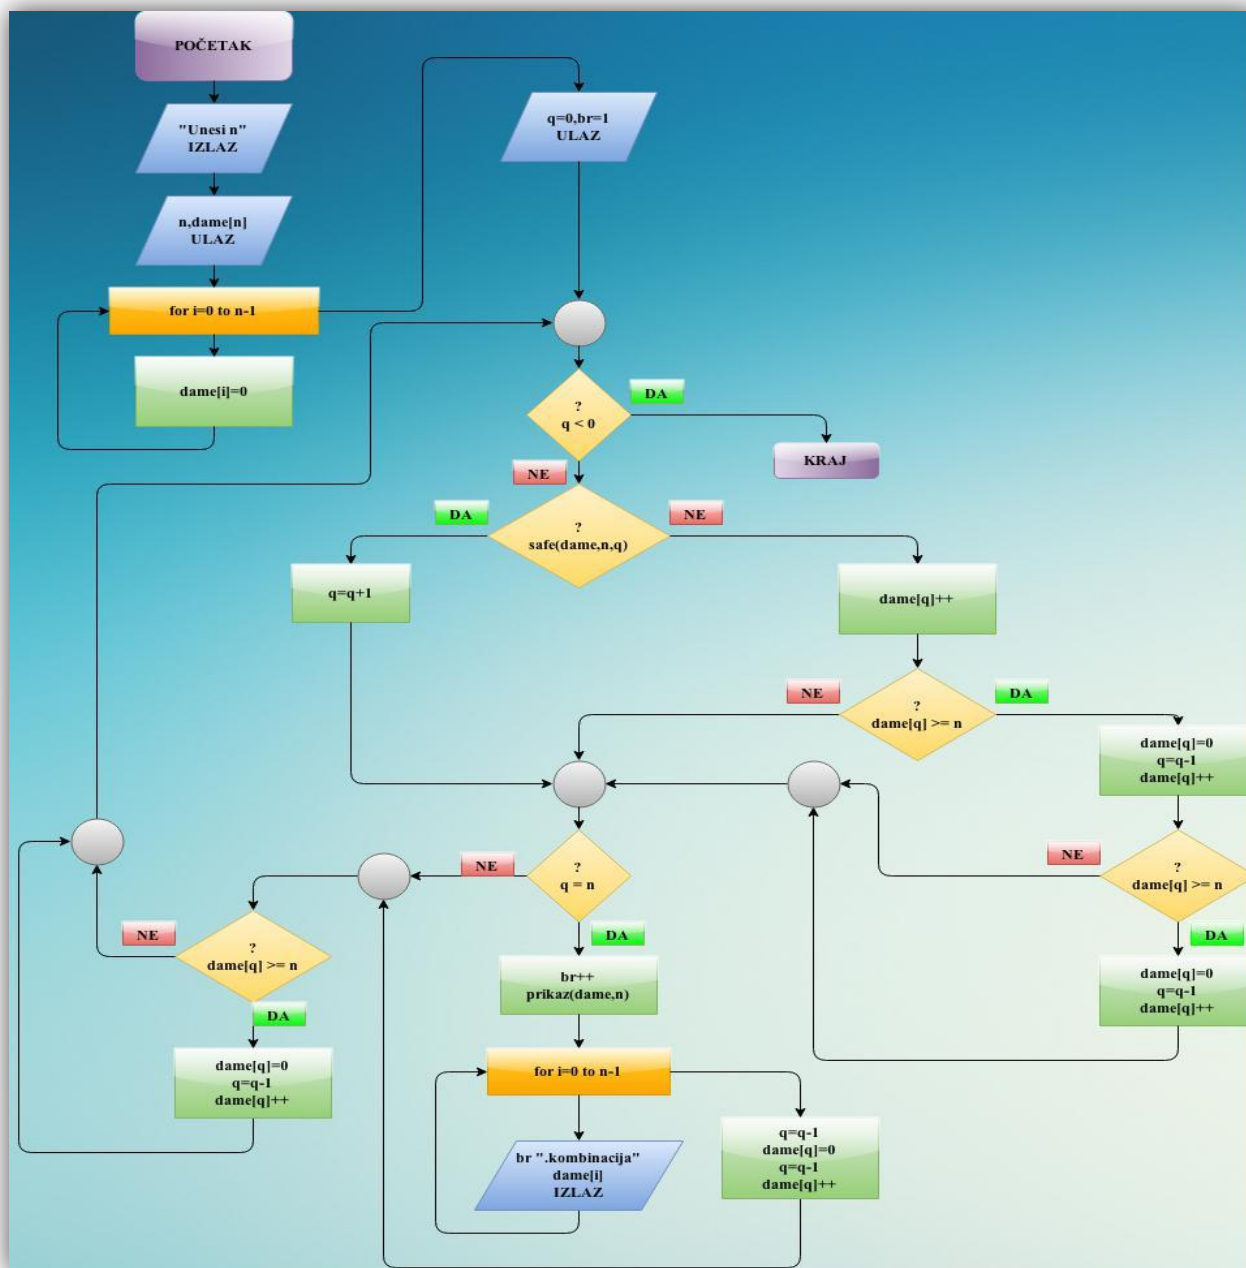 POČETAK
"Unesi n"
IZLAZ
n,dame[n]
ULAZ
for i=0 to n-1
dame[i]=0
q=0,br=1
ULAZ
?
q < 0
DA
KRAJ
NE
?
safe(dame,n,q)
DA
NE
q=q+1
dame[q]++
?
dame[q] >= n
NE
DA
dame[q]=0
q=q-1
dame[q]++
?
dame[q] >= n
NE
DA
dame[q]=0
q=q-1
dame[q]++
?
q = n
NE
DA
?
dame[q] >= n
NE
DA
dame[q]=0
q=q-1
dame[q]++
br++
prikaz(dame,n)
for i=0 to n-1
br ".kombinacija"
dame[i]
IZLAZ
q=q-1
dame[q]=0
q=q-1
dame[q]++